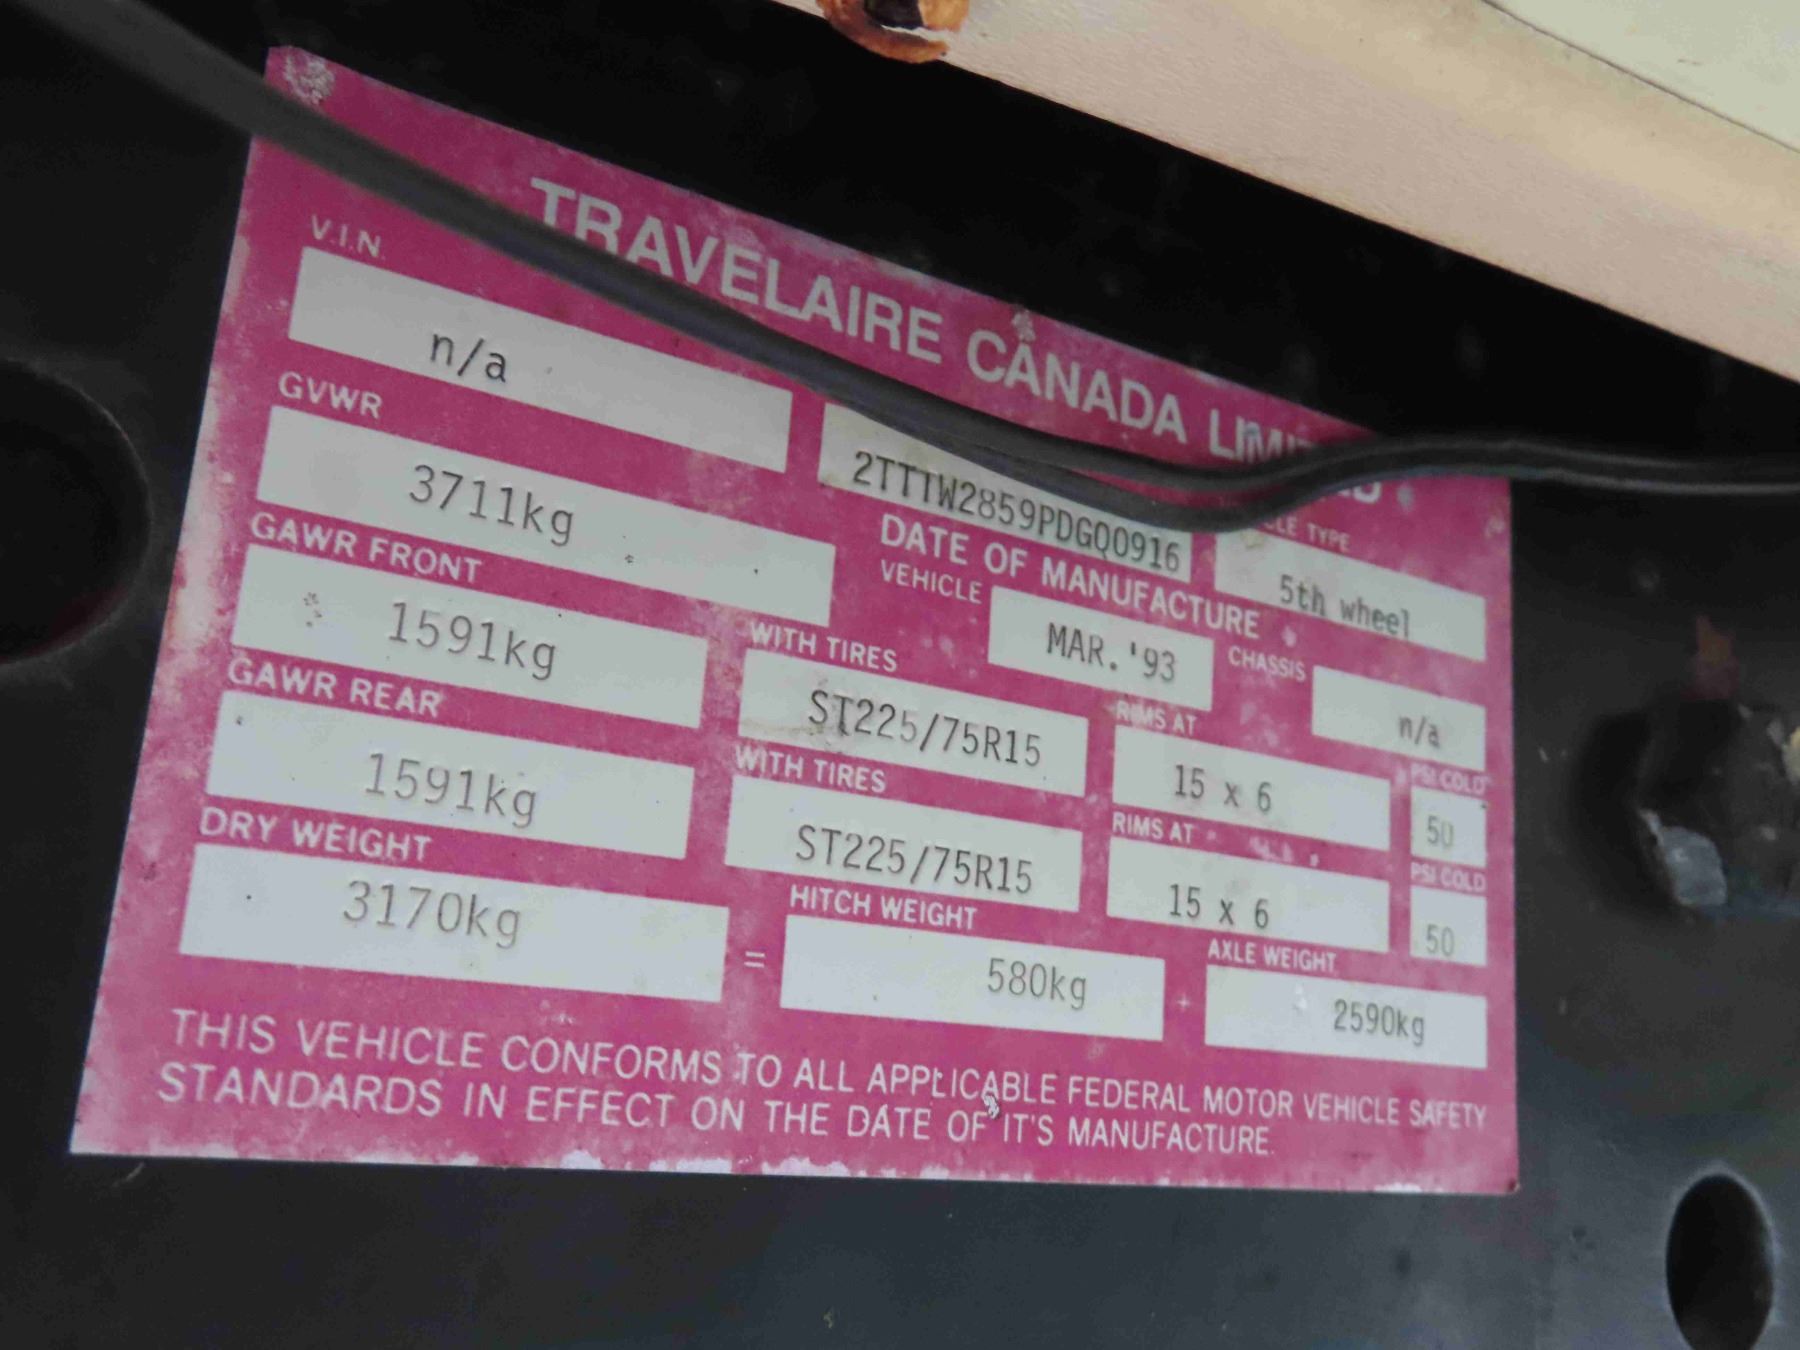 TRAVELAIRE CANADA
V.I.N.
n/a
2TTTW2859PDGQ0916
TYPE
5th wheel
GVWR
3711kg
DATE OF MANUFACTURE
VEHICLE
MAR.'93
CHASSIS
n/a
GAWR FRONT
1591kg
WITH TIRES
ST225/75R15
RIMS AT
15 x 6
PSI COLD
50
GAWR REAR
1591kg
WITH TIRES
ST225/75R15
RIMS AT
15 x 6
PSI COLD
50
DRY WEIGHT
3170kg
=
HITCH WEIGHT
580kg
+
AXLE WEIGHT
2590kg
THIS VEHICLE CONFORMS TO ALL APPLICABLE FEDERAL MOTOR VEHICLE SAFETY
STANDARDS IN EFFECT ON THE DATE OF IT'S MANUFACTURE.